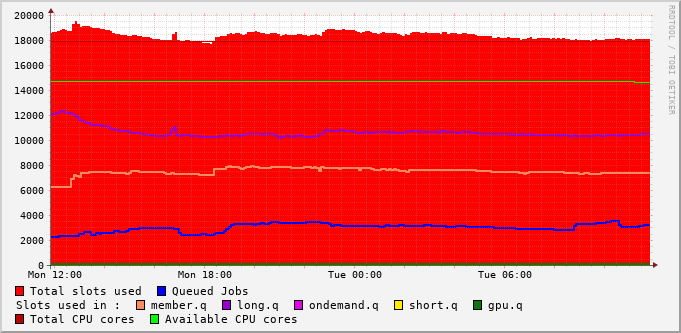 RRDTOOL / TOBI OETIKER
20000
18000
16000
14000
12000
10000
8000
6000
4000
2000
0
Mon 12:00 Mon 18:00 Tue 00:00 Tue 06:00
Total slots used Queued Jobs
Slots used in : member.q long.q ondemand.q short.q gpu.q
Total CPU cores Available CPU cores